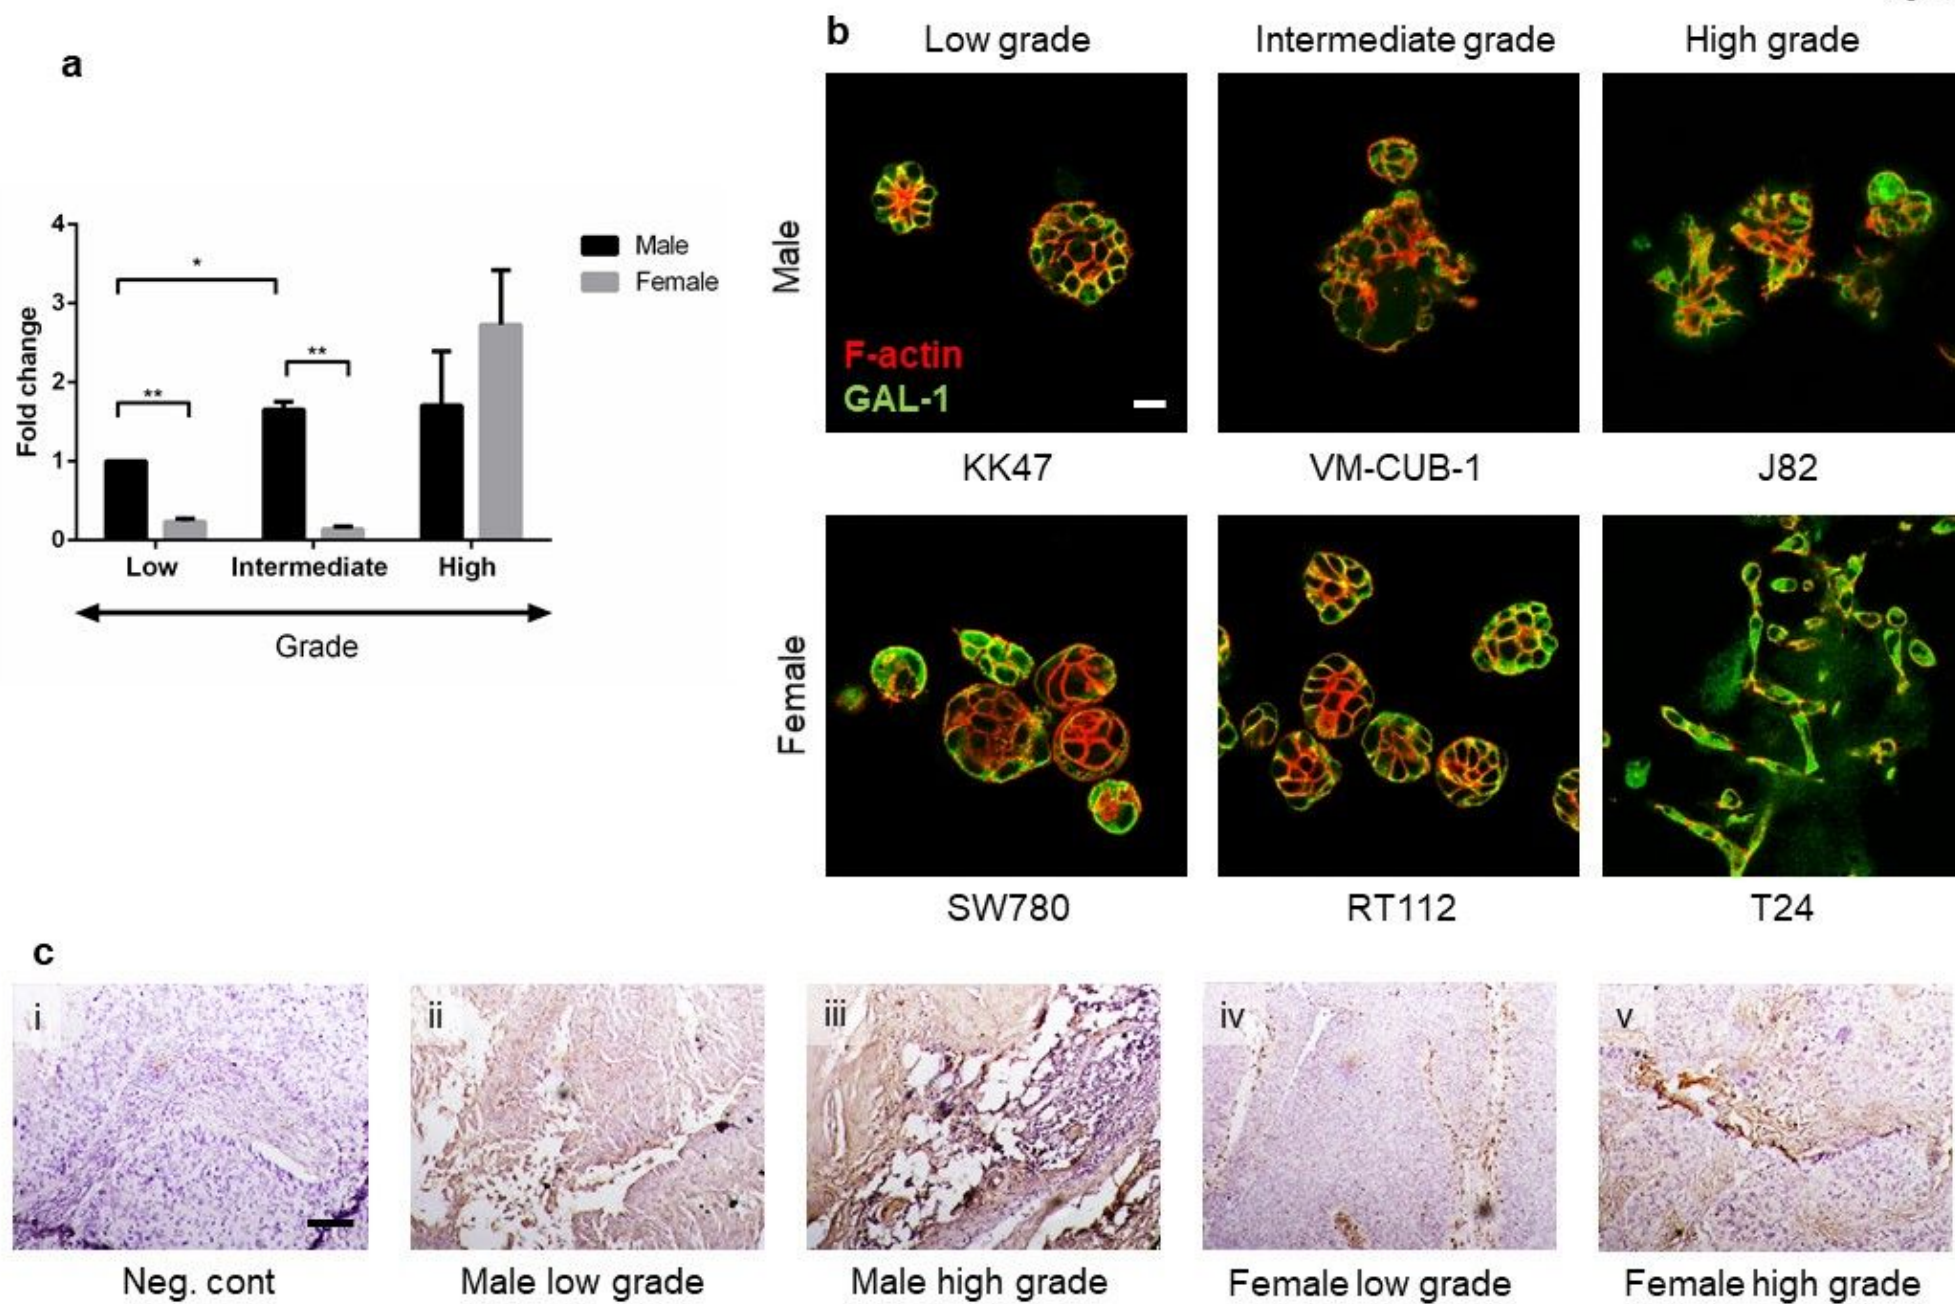 a
4
3
2
1
0
Fold change
*
**
**
Male
Female
Low
Intermediate
High
Grade
b
Low grade
Intermediate grade
High grade
Male
F-actin
GAL-1
KK47
VM-CUB-1
J82
Female
SW780
RT112
T24
c
i
ii
iii
iv
v
Neg. cont
Male low grade
Male high grade
Female low grade
Female high grade